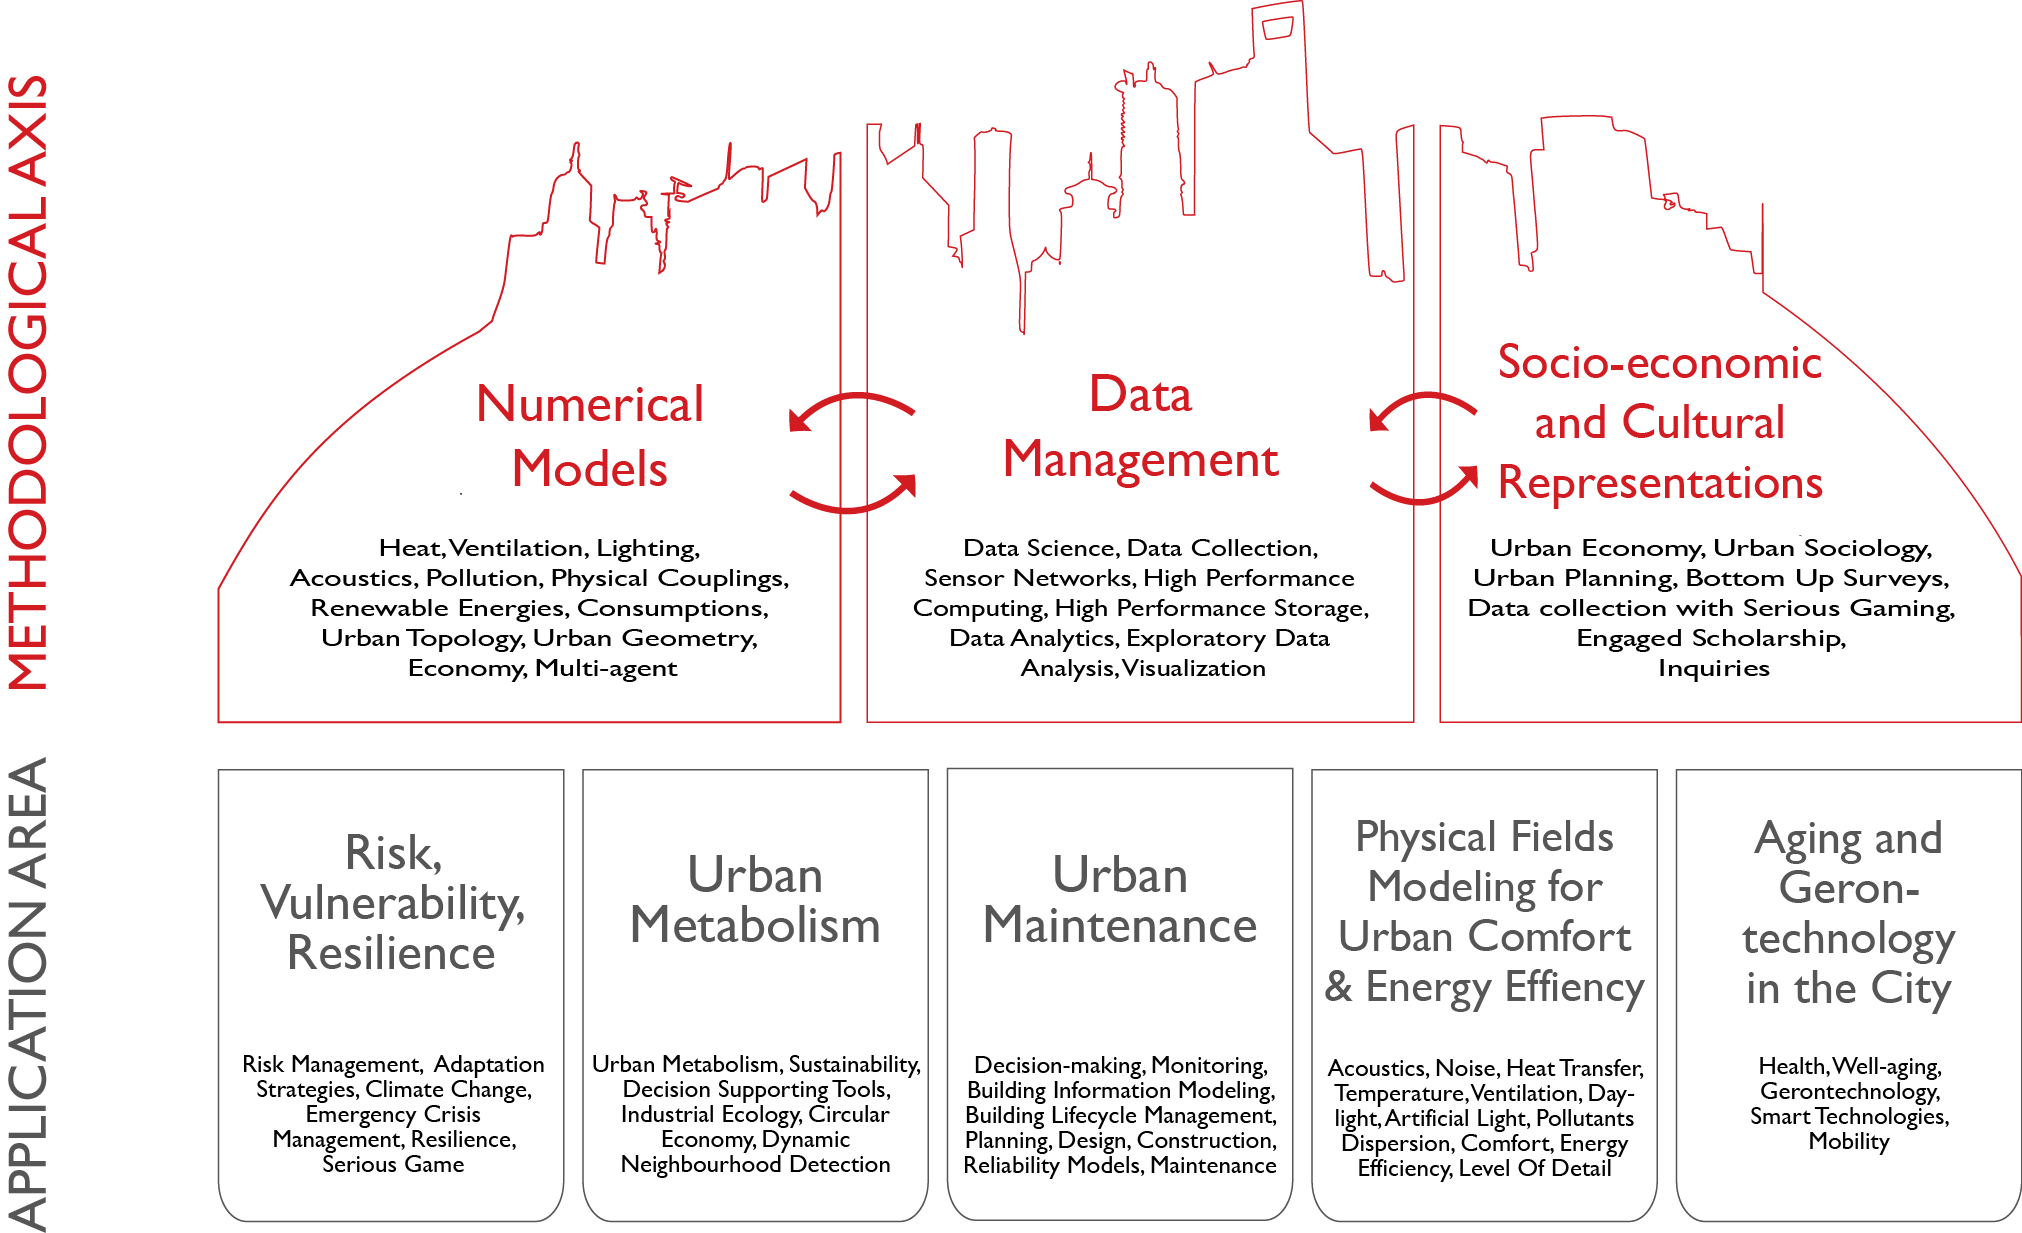 METHODOLOGICAL AXIS
Numerical
Models
Heat, Ventilation, Lighting,
Acoustics, Pollution, Physical Couplings,
Renewable Energies, Consumptions,
Urban Topology, Urban Geometry,
Economy, Multi-agent
Data
Management
Data Science, Data Collection,
Sensor Networks, High Performance
Computing, High Performance Storage,
Data Analytics, Exploratory Data
Analysis, Visualization
Socio-economic
and Cultural
Representations
Urban Economy, Urban Sociology,
Urban Planning, Bottom Up Surveys,
Data collection with Serious Gaming,
Engaged Scholarship,
Inquiries
APPLICATION AREA
Risk,
Vulnerability,
Resilience
Risk Management, Adaptation
Strategies, Climate Change,
Emergency Crisis
Management, Resilience,
Serious Game
Urban
Metabolism
Urban Metabolism, Sustainability,
Decision Supporting Tools,
Industrial Ecology, Circular
Economy, Dynamic
Neighbourhood Detection
Urban
Maintenance
Decision-making, Monitoring,
Building Information Modeling,
Building Lifecycle Management,
Planning, Design, Construction,
Reliability Models, Maintenance
Physical Fields
Modeling for
Urban Comfort
& Energy Effiency
Acoustics, Noise, Heat Transfer,
Temperature, Ventilation, Day-
light, Artificial Light, Pollutants
Dispersion, Comfort, Energy
Efficiency, Level Of Detail
Aging and
Geron-
technology
in the City
Health, Well-aging,
Gerontechnology,
Smart Technologies,
Mobility